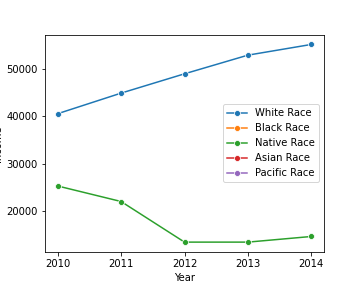 50000
40000
30000
20000
White Race
Black Race
Native Race
Asian Race
Pacific Race
2010 2011 2012 2013 2014
Year